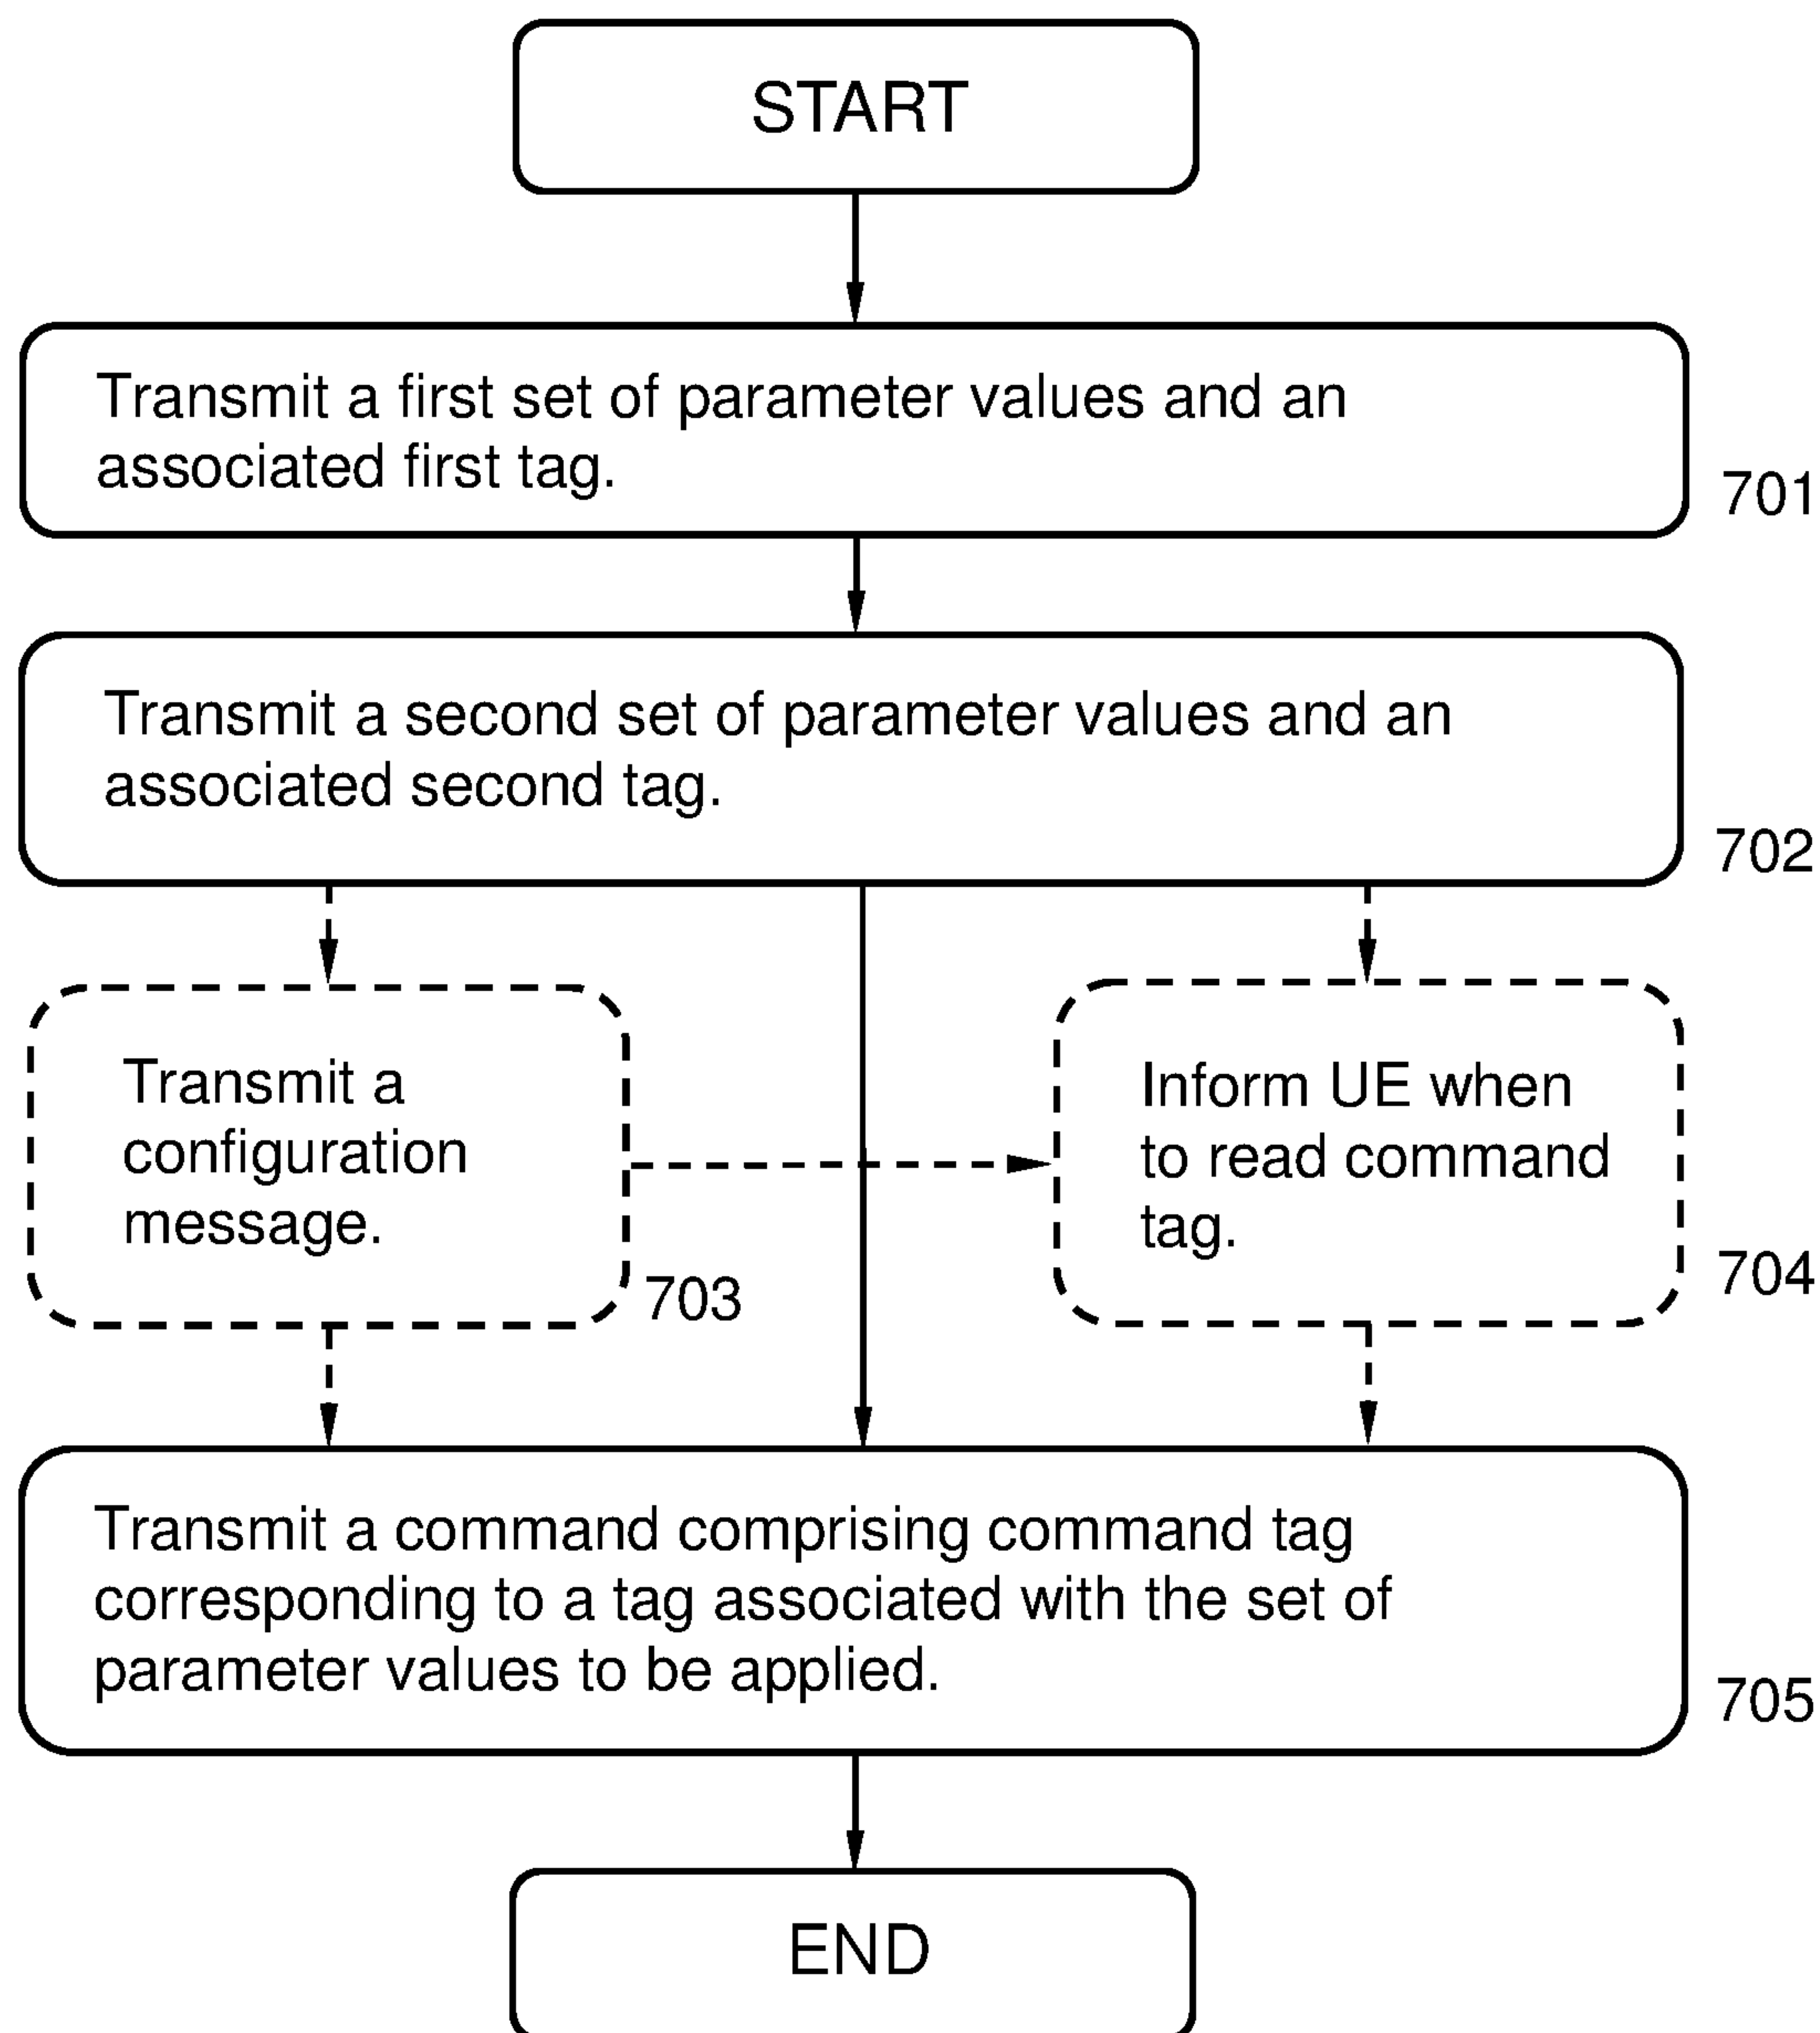 START
Transmit a first set of parameter values and an
associated first tag.
701
Transmit a second set of parameter values and an
associated second tag.
702
Transmit a
configuration
message.
703
Inform UE when
to read command
tag.
704
Transmit a command comprising command tag
corresponding to a tag associated with the set of
parameter values to be applied.
705
END